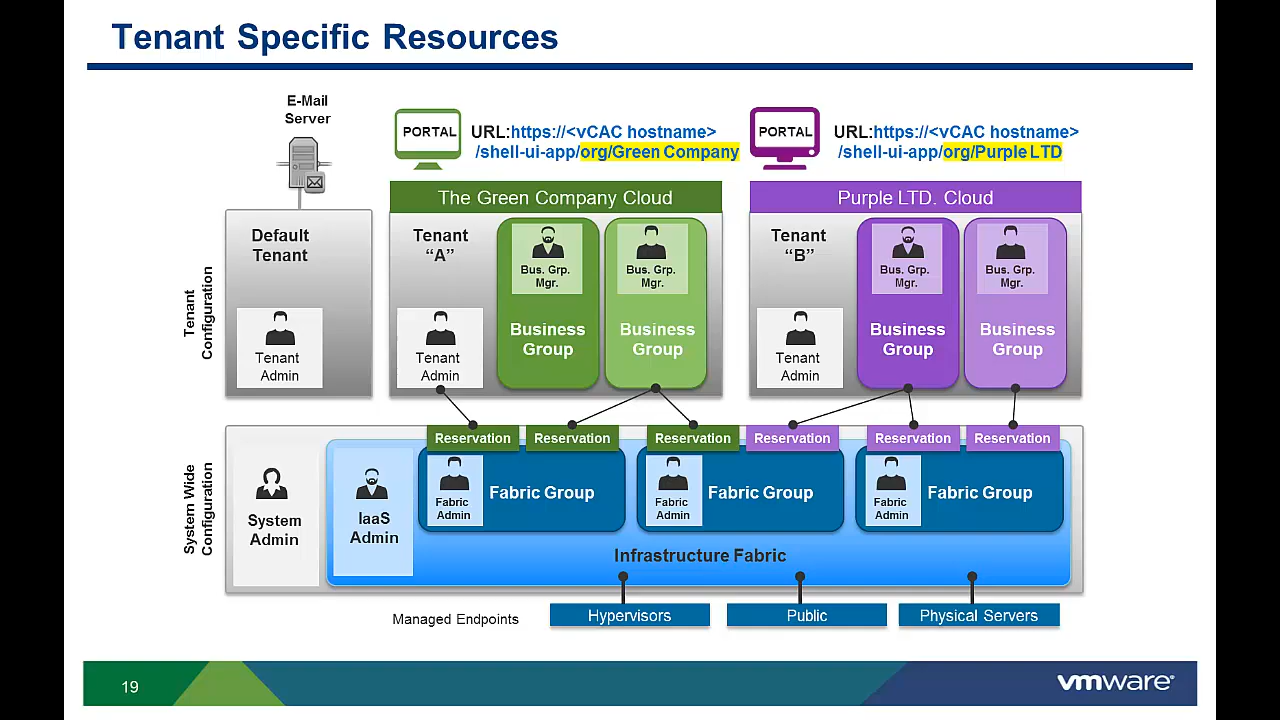 Tenant Specific Resources
E-Mail
Server
PORTAL
URL:https://<vCAC hostname>
/shell-ui-app/org/Green Company
PORTAL
URL:https://<vCAC hostname>
/shell-ui-app/org/Purple LTD
The Green Company Cloud
Purple LTD. Cloud
Tenant
Configuration
Default
Tenant
Tenant
Admin
Tenant
“A”
Tenant
Admin
Bus. Grp.
Mgr.
Business
Group
Bus. Grp.
Mgr.
Business
Group
Tenant
“B”
Tenant
Admin
Bus. Grp.
Mgr.
Business
Group
Bus. Grp.
Mgr.
Business
Group
System Wide
Configuration
Reservation
Reservation
Reservation
Reservation
Reservation
Reservation
System
Admin
IaaS
Admin
Fabric
Admin
Fabric Group
Fabric
Admin
Fabric Group
Fabric
Admin
Fabric Group
Infrastructure Fabric
Managed Endpoints
Hypervisors
Public
Physical Servers
19
vmware®